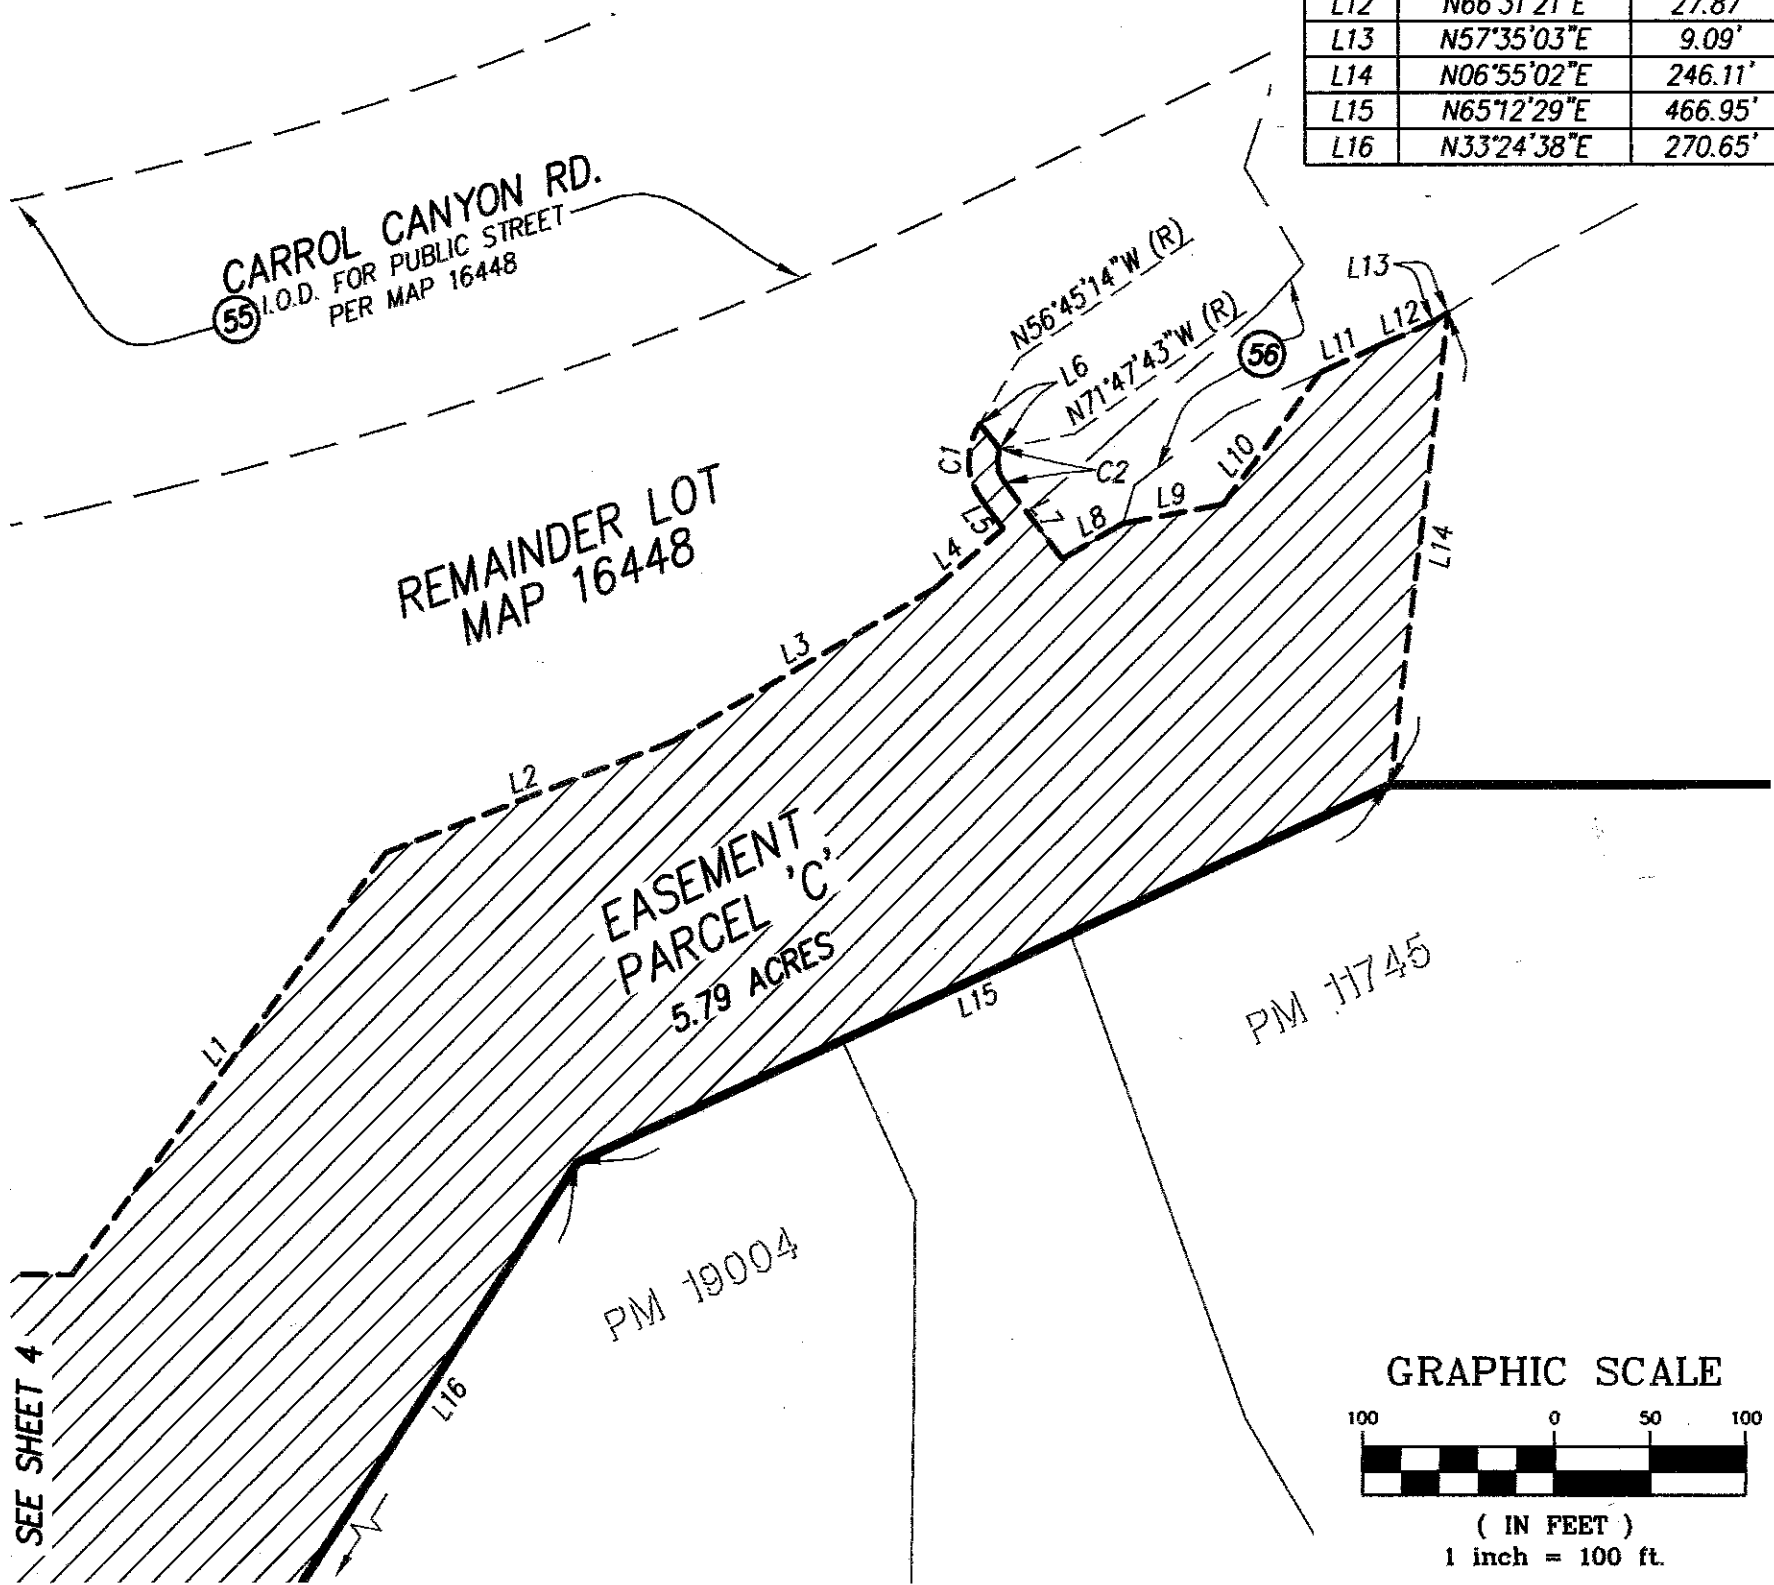 L12 N66°31'21"E 27.87'
L13 N57°35'03"E 9.09'
L14 N06°55'02"E 246.11'
L15 N65°12'29"E 466.95'
L16 N33°24'38"E 270.65'
CARROL CANYON RD.
55 I.O.D. FOR PUBLIC STREET
PER MAP 16448
N56°45'14"W (R)
N71°47'43"W (R)
L13
L12
L11
56
L6
C1
C2
L10
L9
L8
L7
L5
L4
L14
REMAINDER LOT
MAP 16448
L3
L2
EASEMENT
PARCEL 'C'
5.79 ACRES
L15
PM 11745
L1
PM 19004
L16
SEE SHEET 4
GRAPHIC SCALE
100 0 50 100
( IN FEET )
1 inch = 100 ft.